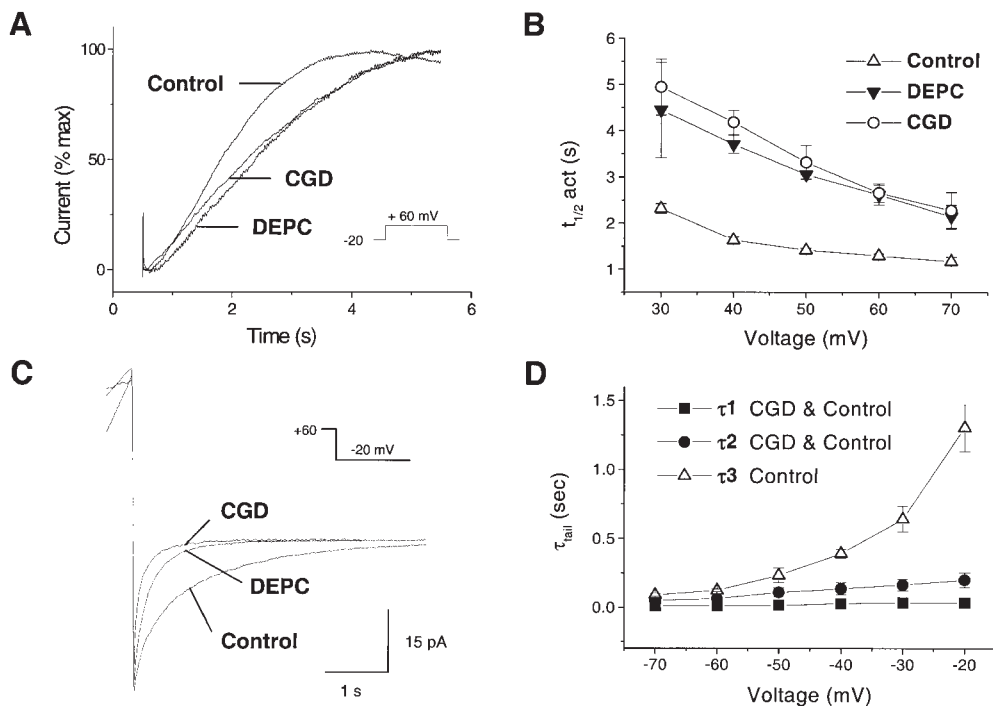 A
Current (% max)
100
50
0
Control
CGD
DEPC
+ 60 mV
-20
0 2 4 6
Time (s)
B
t1/2 act (s)
6
5
4
3
2
1
Control
DEPC
CGD
30 40 50 60 70
Voltage (mV)
C
+60
-20 mV
CGD
DEPC
Control
15 pA
1 s
D
τtail (sec)
1.5
1.0
0.5
0.0
τ1 CGD & Control
τ2 CGD & Control
τ3 Control
-70 -60 -50 -40 -30 -20
Voltage (mV)